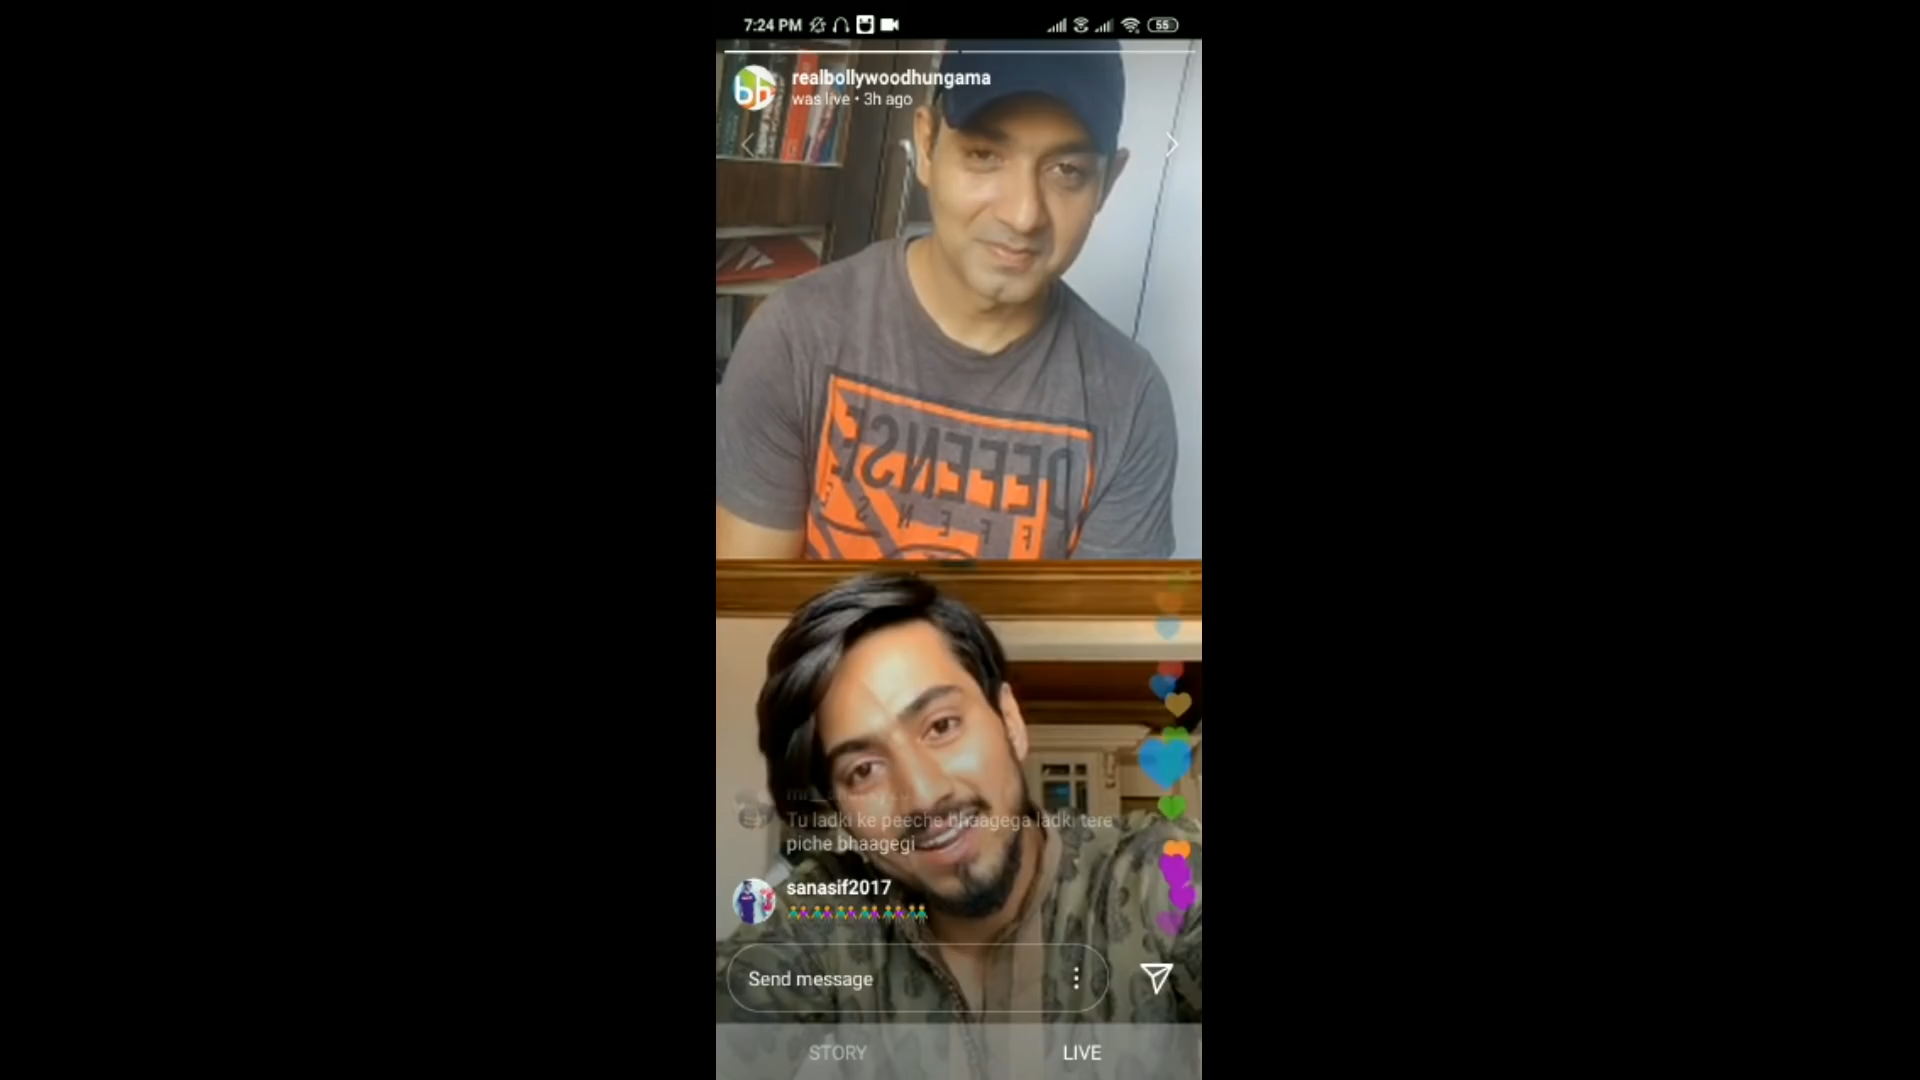 7:24 PM
55
realbollywoodhungama
was live • 3h ago
bh
DEFENSE
Tu ladki ke peeche bhaagega ladki tere
piche bhaagegi
sanasif2017
Send message
STORY
LIVE